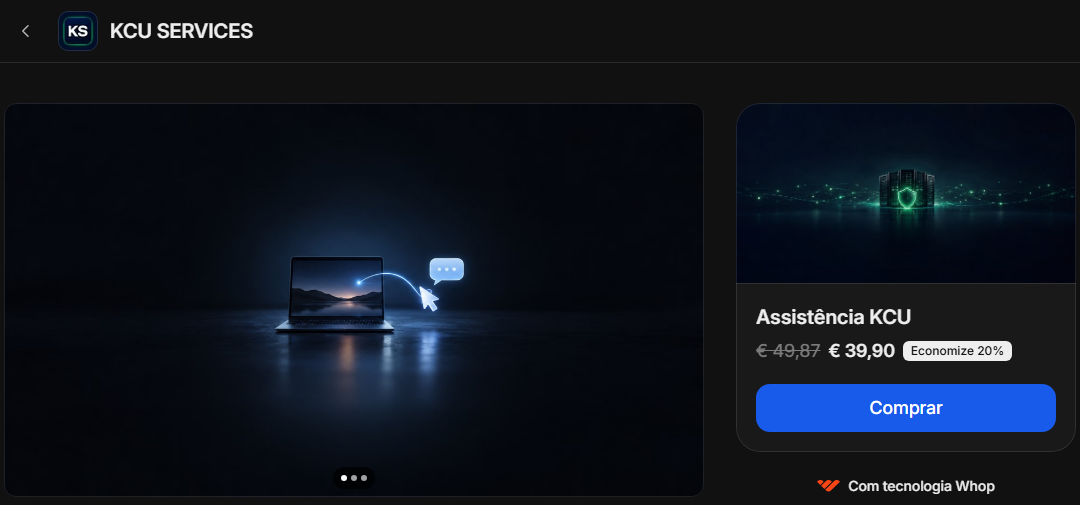 KS
KCU SERVICES
Assistência KCU
€ 49,87 € 39,90 Economize 20%
Comprar
Com tecnologia Whop